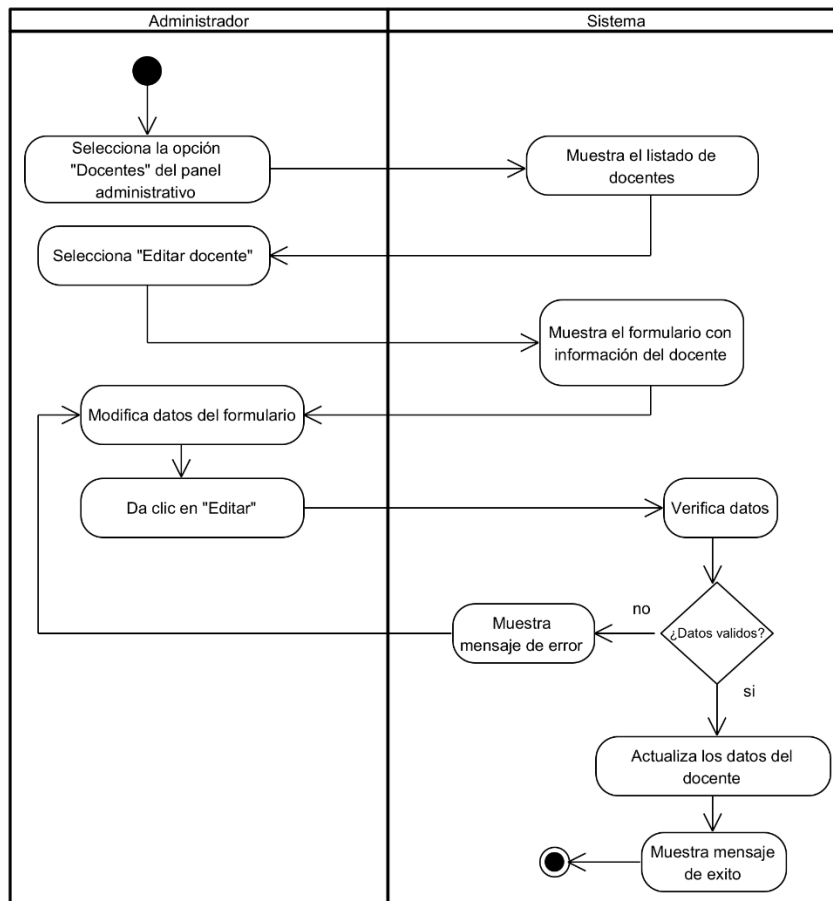 Administrador
Sistema
Selecciona la opción
"Docentes" del panel
administrativo
Muestra el listado de
docentes
Selecciona "Editar docente"
Muestra el formulario con
información del docente
Modifica datos del formulario
Da clic en "Editar"
Verifica datos
¿Datos validos?
no
Muestra
mensaje de error
si
Actualiza los datos del
docente
Muestra mensaje
de exito